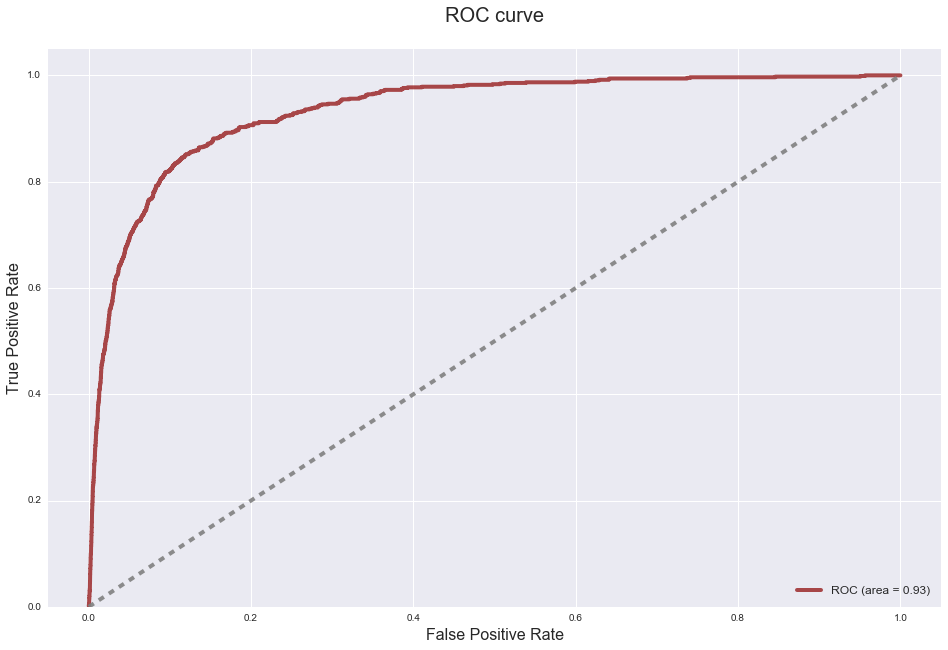 ROC curve
1.0
0.8
0.6
0.4
0.2
0.0
True Positive Rate
0.0 0.2 0.4 0.6 0.8 1.0
False Positive Rate
ROC (area = 0.93)